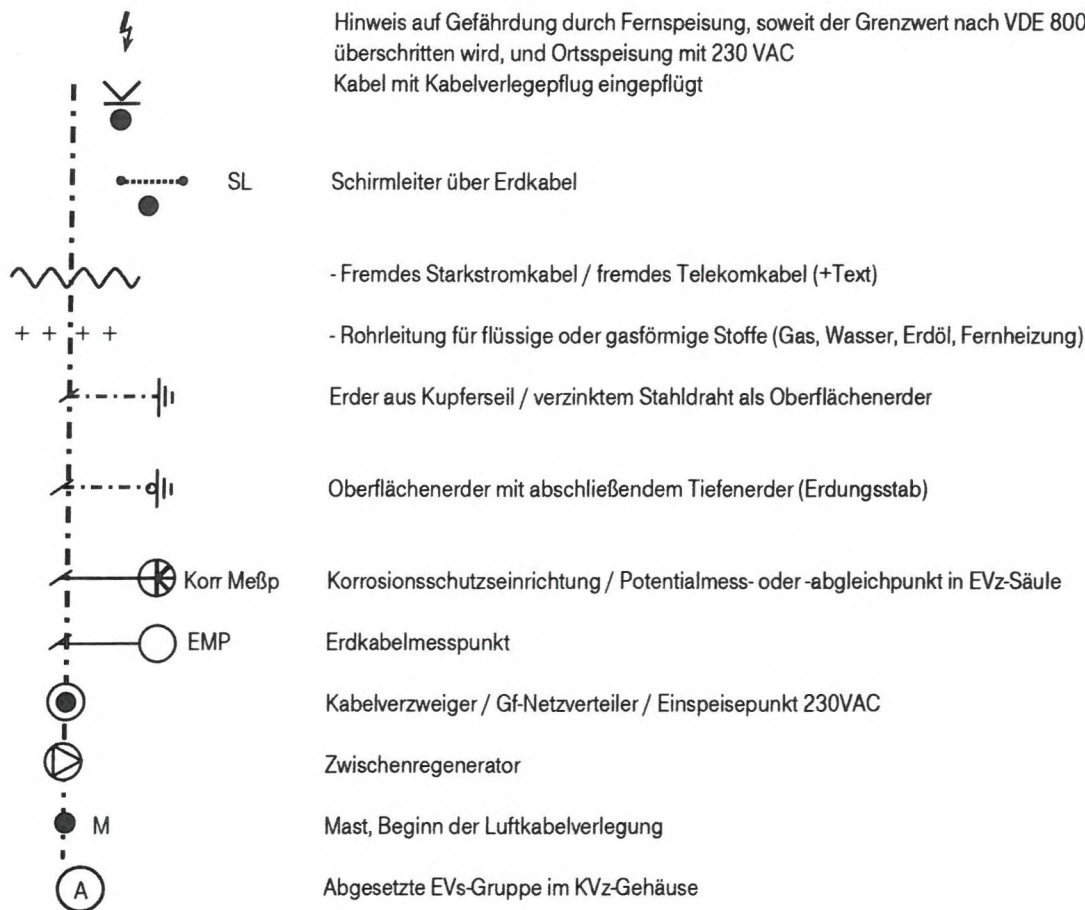 Hinweis auf Gefährdung durch Fernspeisung, soweit der Grenzwert nach VDE 800
überschritten wird, und Ortsspeisung mit 230 VAC
Kabel mit Kabelverlegepflug eingepflügt
SL Schirmleiter über Erdkabel
- Fremdes Starkstromkabel / fremdes Telekomkabel (+Text)
+ + + + - Rohrleitung für flüssige oder gasförmige Stoffe (Gas, Wasser, Erdöl, Fernheizung)
Erder aus Kupferseil / verzinktem Stahldraht als Oberflächenerder
Oberflächenerder mit abschließendem Tiefenerder (Erdungsstab)
K Korr Meßp Korrosionsschutzeinrichtung / Potentialmess- oder -abgleichpunkt in EVz-Säule
EMP Erdkabelmesspunkt
Kabelverzweiger / Gf-Netzverteiler / Einspeisepunkt 230VAC
Zwischenregenerator
M Mast, Beginn der Luftkabelverlegung
A Abgesetzte EVs-Gruppe im KVz-Gehäuse